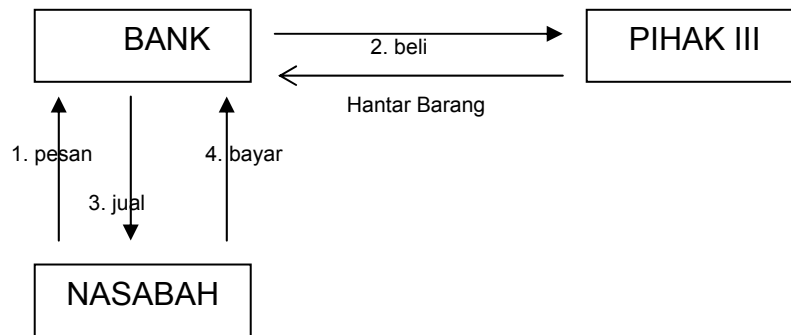 BANK
PIHAK III
2. beli
Hantar Barang
1. pesan
4. bayar
3. jual
NASABAH